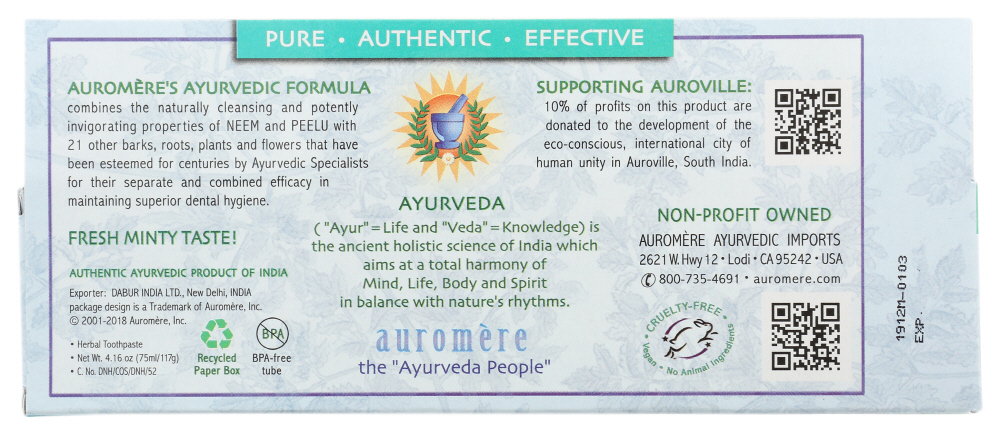 PURE • AUTHENTIC • EFFECTIVE
AUROMÈRE'S AYURVEDIC FORMULA
combines the naturally cleansing and potently
invigorating properties of NEEM and PEELU with
21 other barks, roots, plants and flowers that have
been esteemed for centuries by Ayurvedic Specialists
for their separate and combined efficacy in
maintaining superior dental hygiene.
FRESH MINTY TASTE!
AUTHENTIC AYURVEDIC PRODUCT OF INDIA
Exporter: DABUR INDIA LTD., New Delhi, INDIA
package design is a Trademark of Auromère, Inc.
© 2001-2018 Auromère, Inc.
• Herbal Toothpaste
• Net Wt. 4.16 oz (75ml/117g)
• C. No. DNH/COS/DNH/52
Recycled
Paper Box
BPA
BPA-free
tube
AYURVEDA
( "Ayur"=Life and "Veda"=Knowledge) is
the ancient holistic science of India which
aims at a total harmony of
Mind, Life, Body and Spirit
in balance with nature's rhythms.
auromère
the "Ayurveda People"
SUPPORTING AUROVILLE:
10% of profits on this product are
donated to the development of the
eco-conscious, international city of
human unity in Auroville, South India.
NON-PROFIT OWNED
AUROMÈRE AYURVEDIC IMPORTS
2621 W. Hwy 12 • Lodi • CA 95242 • USA
800-735-4691 • auromere.com
• CRUELTY-FREE •
Vegan • No Animal Ingredients
1912M-0103
EXP.